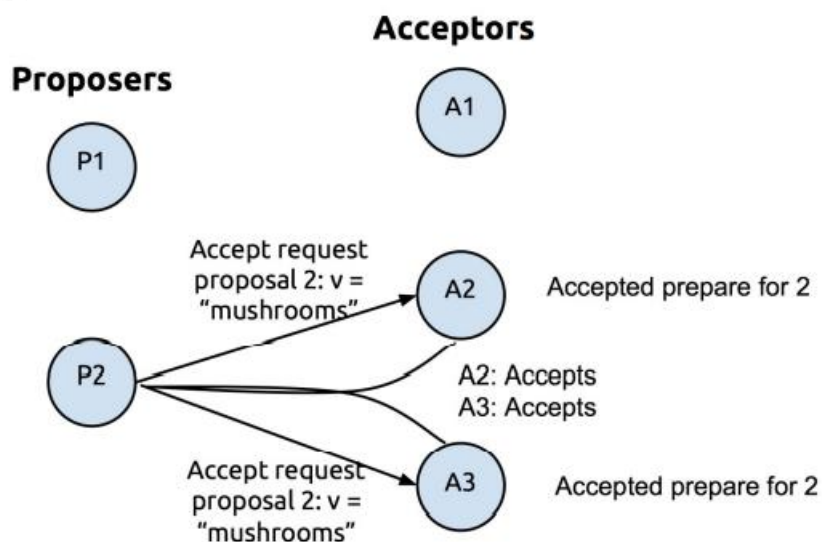 Acceptors
Proposers
A1
P1
Accept request
proposal 2: v =
“mushrooms”
A2
Accepted prepare for 2
P2
A2: Accepts
A3: Accepts
Accept request
proposal 2: v =
“mushrooms”
A3
Accepted prepare for 2